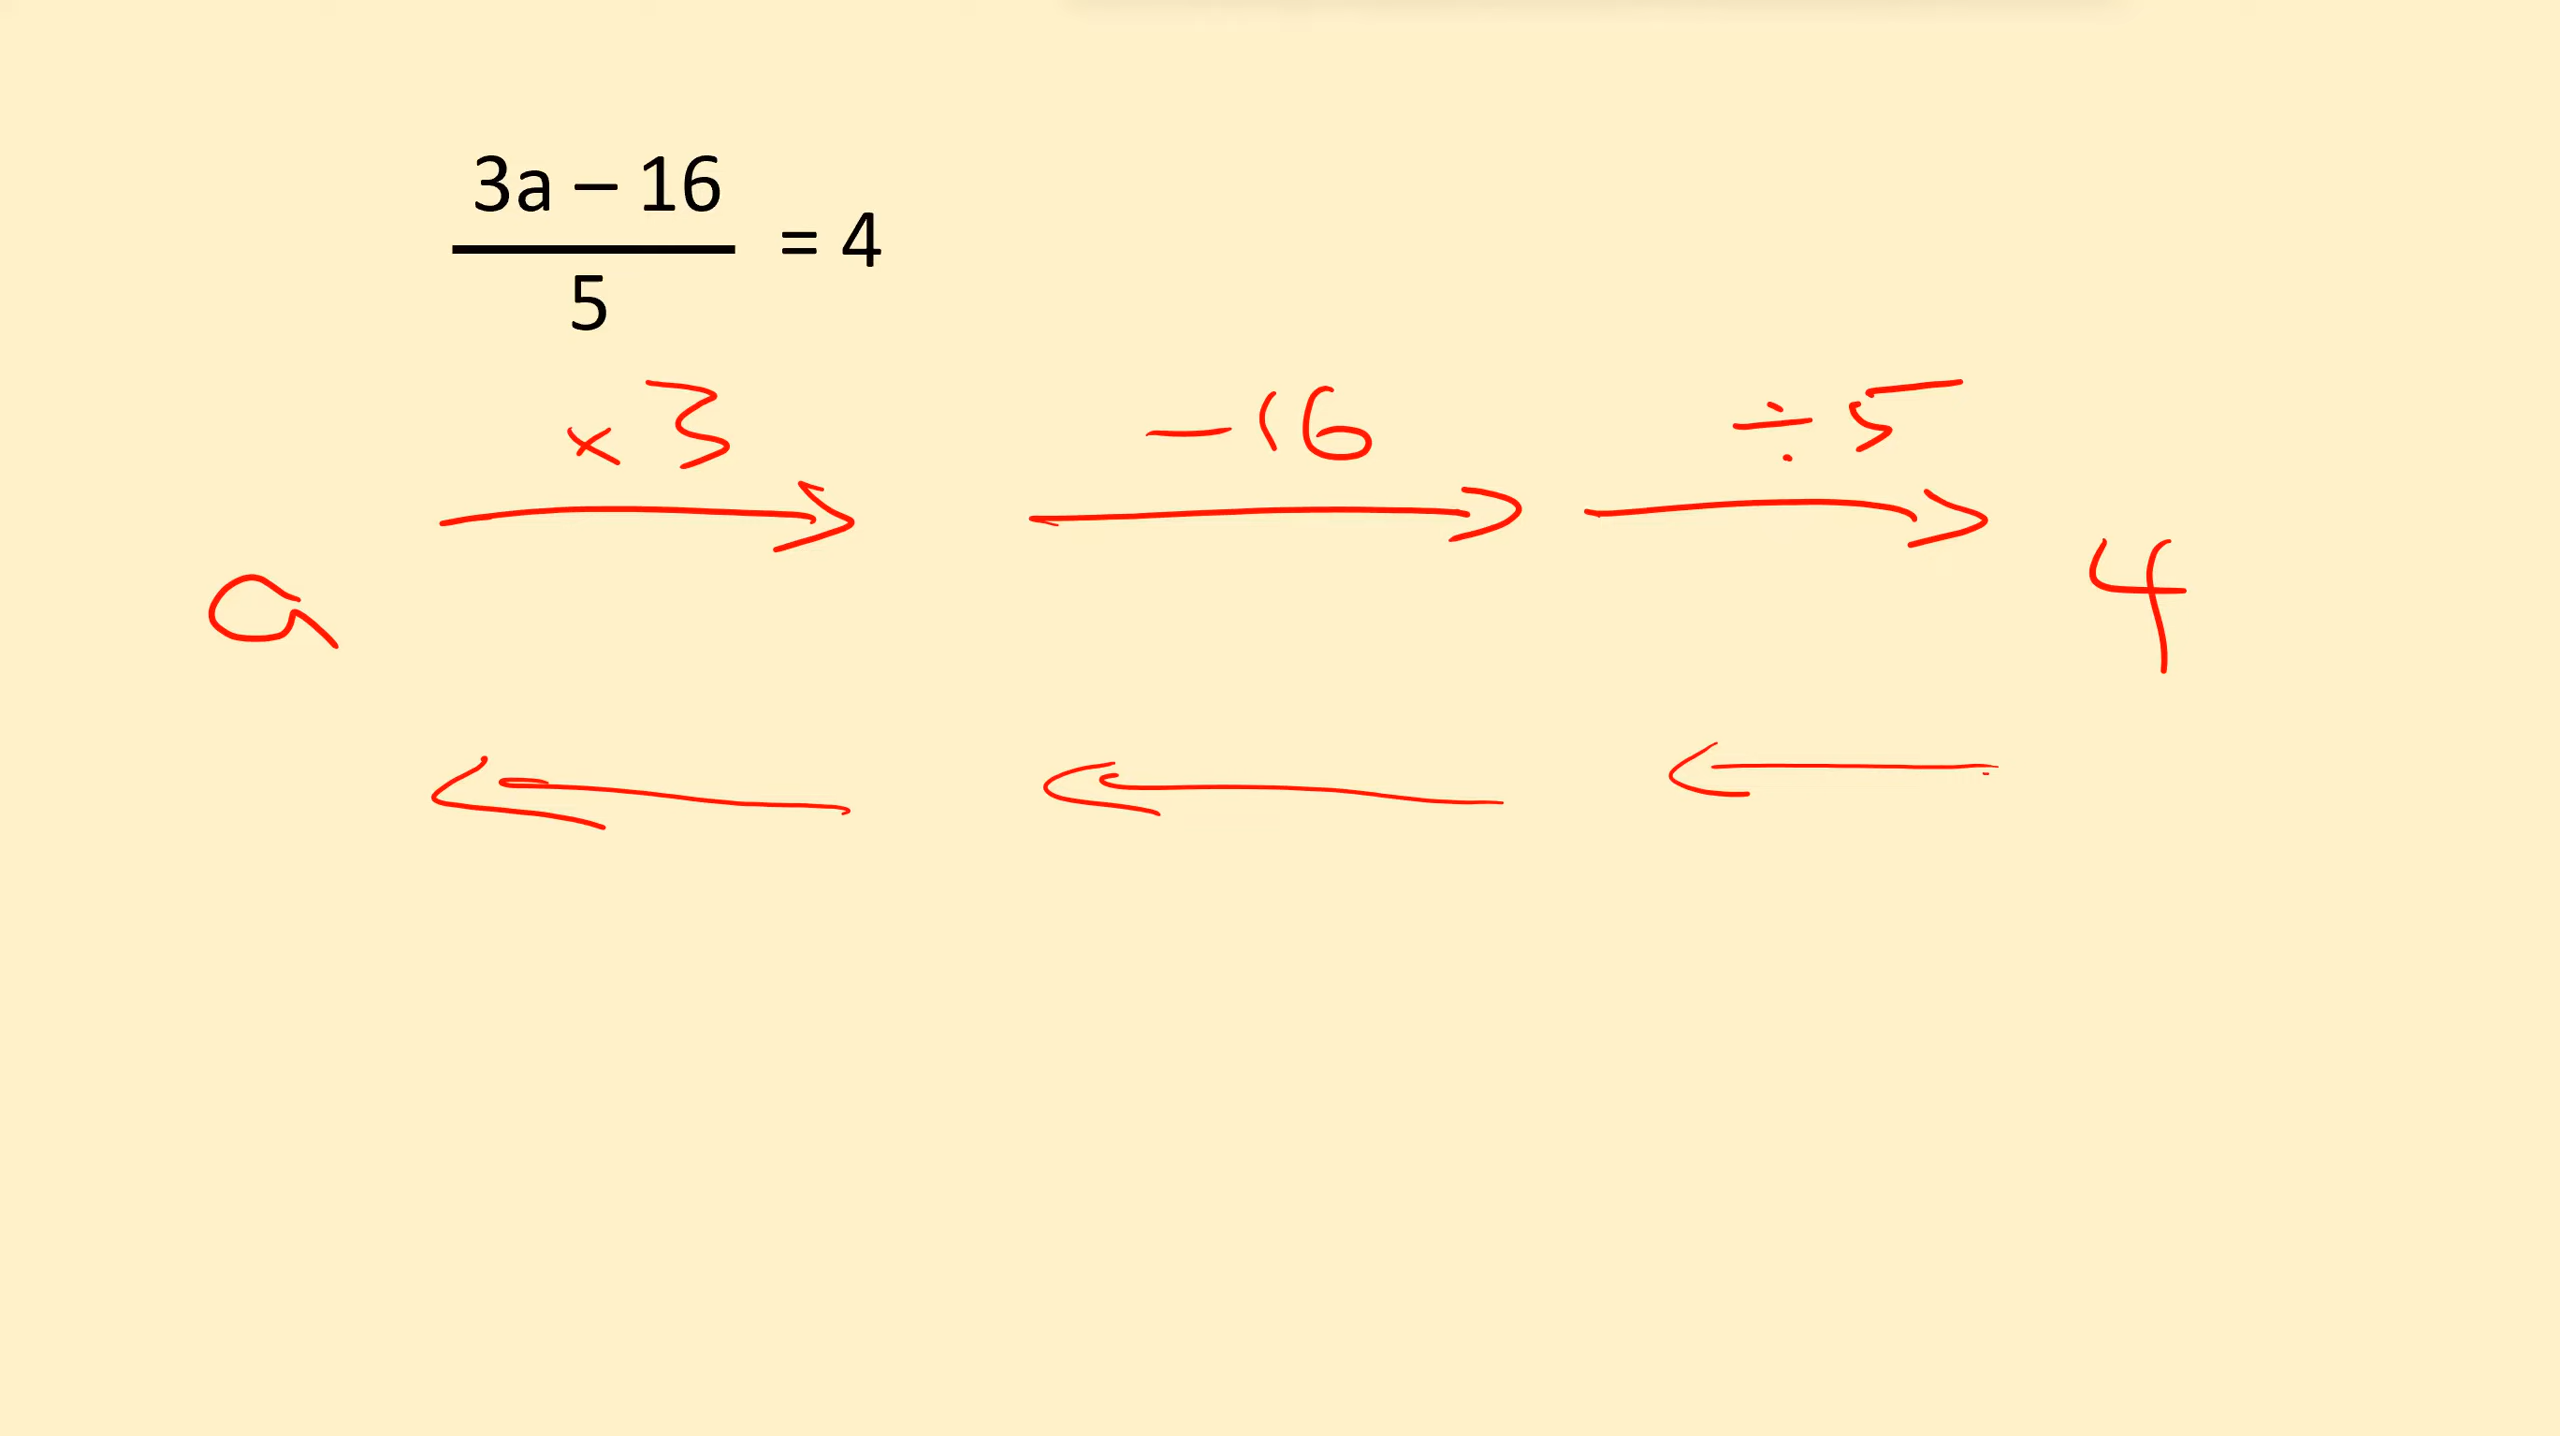 3a – 16
= 4
5
× 3 – 16 ÷ 5
a 4